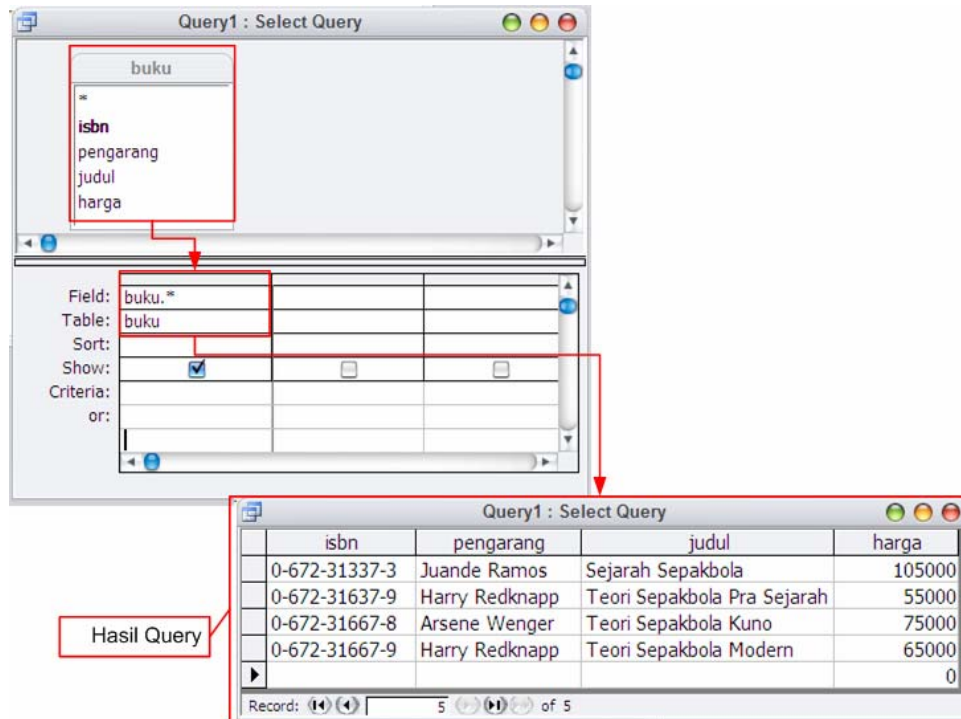 Query1 : Select Query
buku
*
isbn
pengarang
judul
harga
Field: buku.*
Table: buku
Sort:
Show:
Criteria:
or:
Query1 : Select Query
isbn pengarang judul harga
0-672-31337-3 Juande Ramos Sejarah Sepakbola 105000
0-672-31637-9 Harry Redknapp Teori Sepakbola Pra Sejarah 55000
0-672-31667-8 Arsene Wenger Teori Sepakbola Kuno 75000
0-672-31667-9 Harry Redknapp Teori Sepakbola Modern 65000
0
Hasil Query
Record: 5 of 5